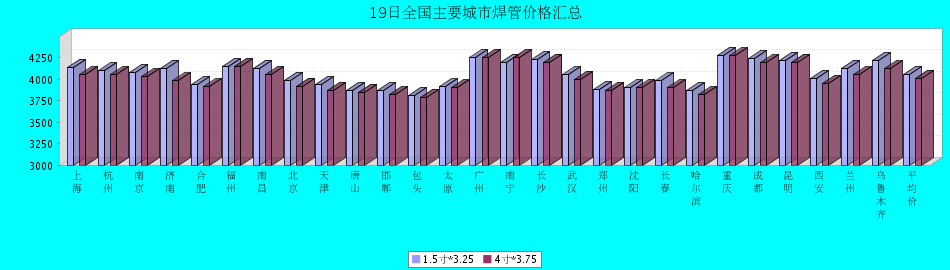 19日全国主要城市焊管价格汇总
4250
4000
3750
3500
3250
3000
上海
杭州
南京
济南
合肥
福州
南昌
北京
天津
唐山
邯郸
包头
太原
广州
南宁
长沙
武汉
郑州
沈阳
长春
哈尔滨
重庆
成都
昆明
西安
兰州
乌鲁木齐
平均价
1.5寸*3.25
4寸*3.75